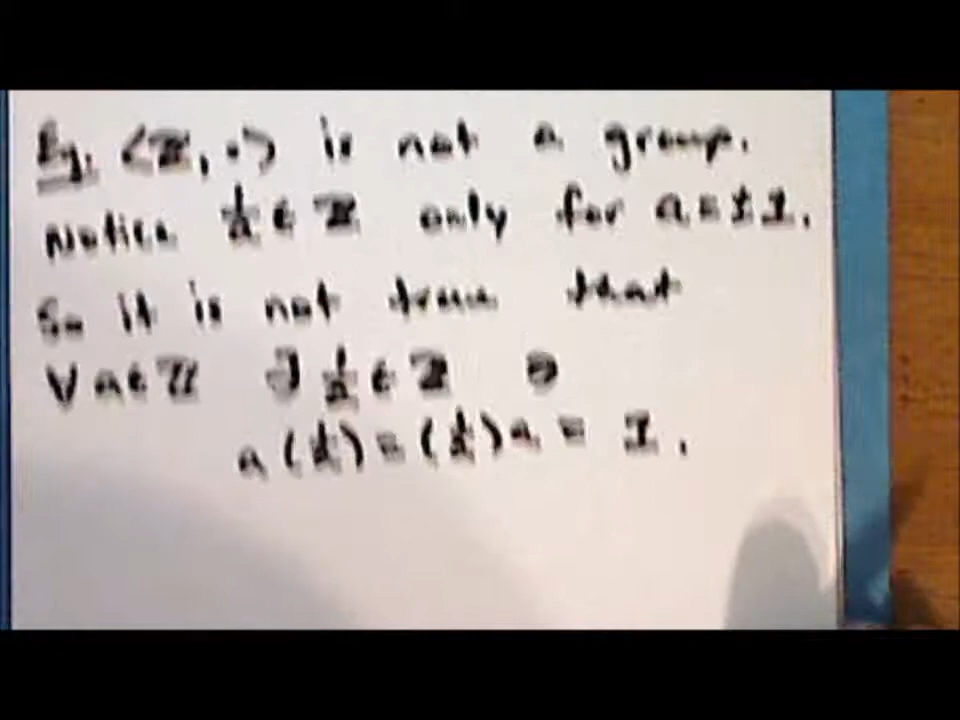 Eg. <ℤ, ·> is not a group.
Notice 1/a ∈ ℤ only for a = ±1.
So it is not true that
∀ a ∈ ℤ ∃ 1/a ∈ ℤ ∋
a(1/a) = (1/a)a = 1.